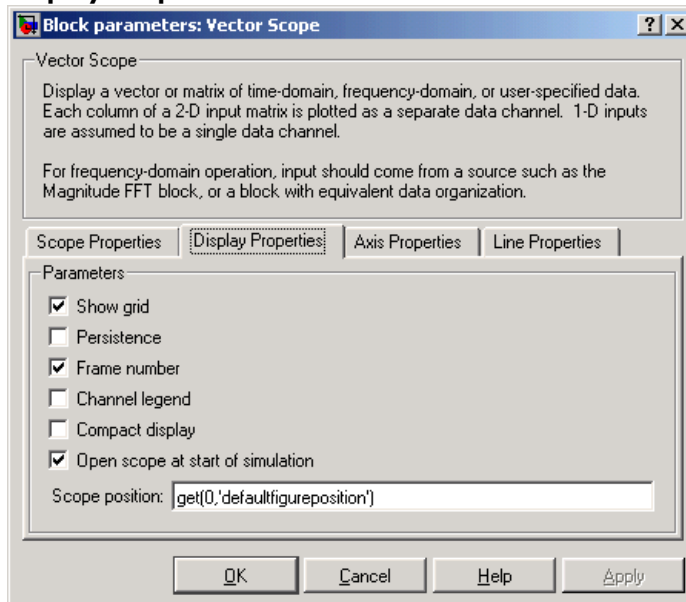 Block parameters: Vector Scope
Vector Scope
Display a vector or matrix of time-domain, frequency-domain, or user-specified data.
Each column of a 2-D input matrix is plotted as a separate data channel. 1-D inputs
are assumed to be a single data channel.
For frequency-domain operation, input should come from a source such as the
Magnitude FFT block, or a block with equivalent data organization.
Scope Properties Display Properties Axis Properties Line Properties
Parameters
Show grid
Persistence
Frame number
Channel legend
Compact display
Open scope at start of simulation
Scope position: get(0,'defaultfigureposition')
OK Cancel Help Apply